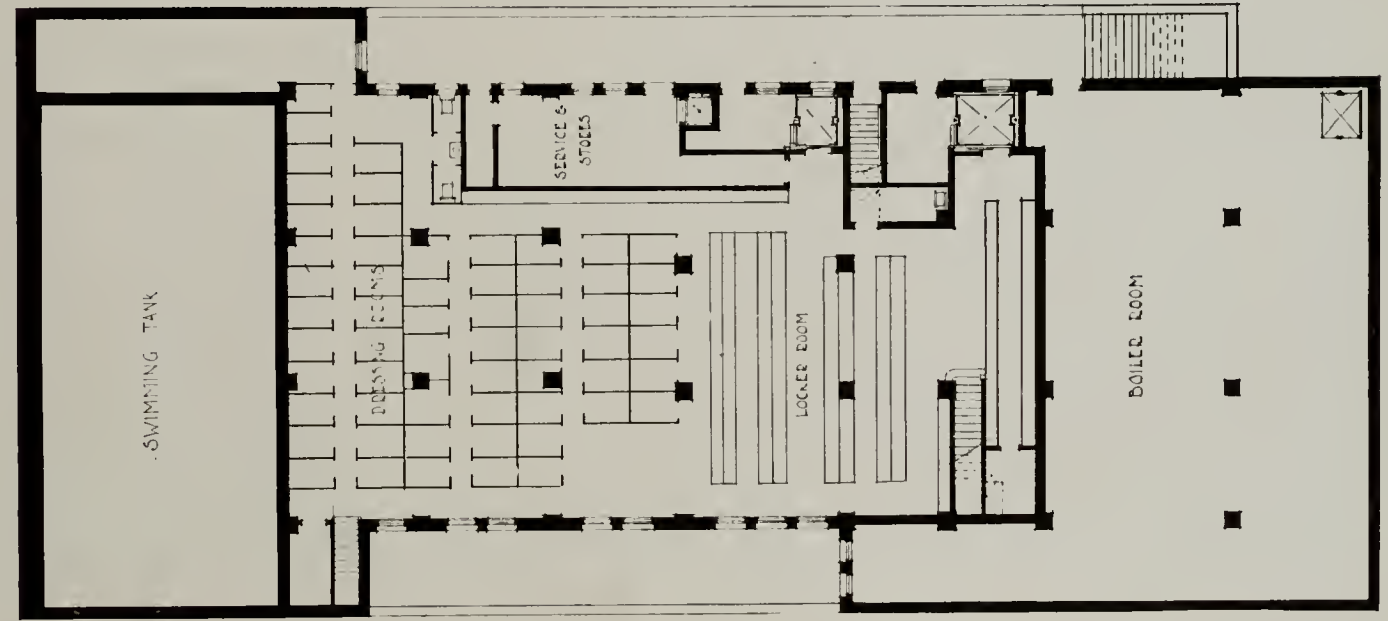 SWIMMING TANK
DRESSING ROOMS
SERVICE &
STORES
LOCKER ROOM
BOILER ROOM